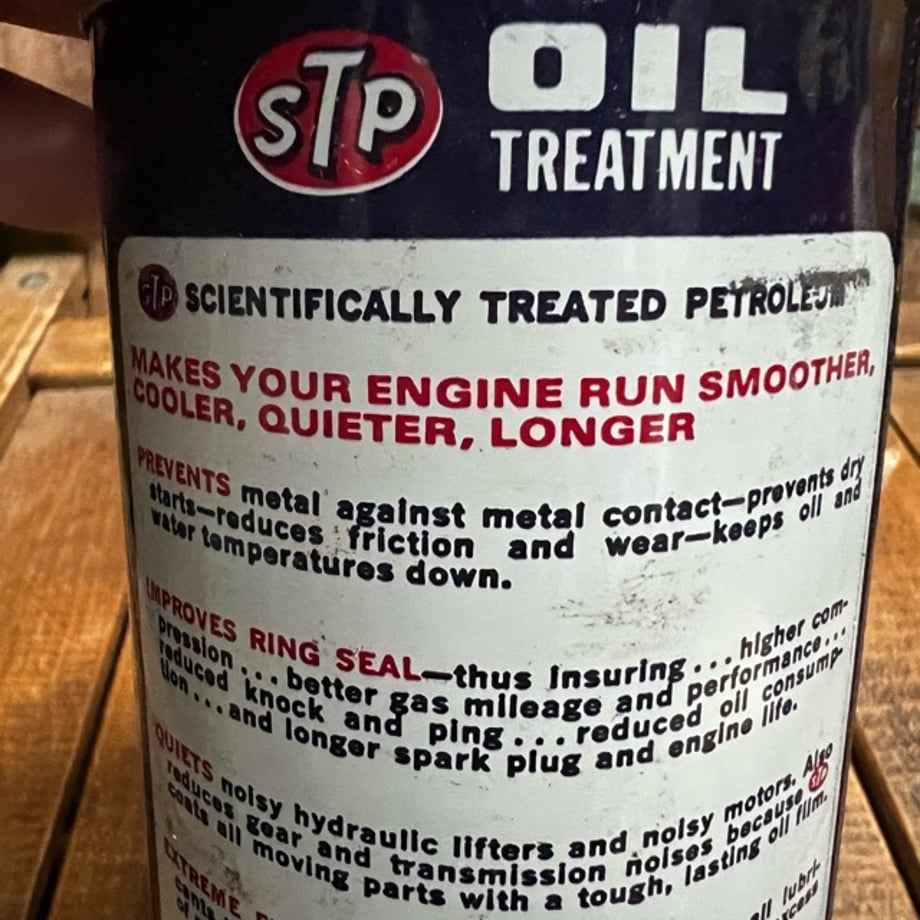 STP OIL
TREATMENT
STP SCIENTIFICALLY TREATED PETROLEUM
MAKES YOUR ENGINE RUN SMOOTHER,
COOLER, QUIETER, LONGER
PREVENTS metal against metal contact—prevents dry
starts—reduces friction and wear—keeps oil and
water temperatures down.
IMPROVES RING SEAL—thus insuring... higher com-
pression ... better gas mileage and performance...
reduced knock and ping ... reduced oil consump-
tion...and longer spark plug and engine life.
QUIETS noisy hydraulic lifters and noisy motors. Also
reduces gear and transmission noises because STP
coats all moving parts with a tough, lasting oil film.
EXTREME